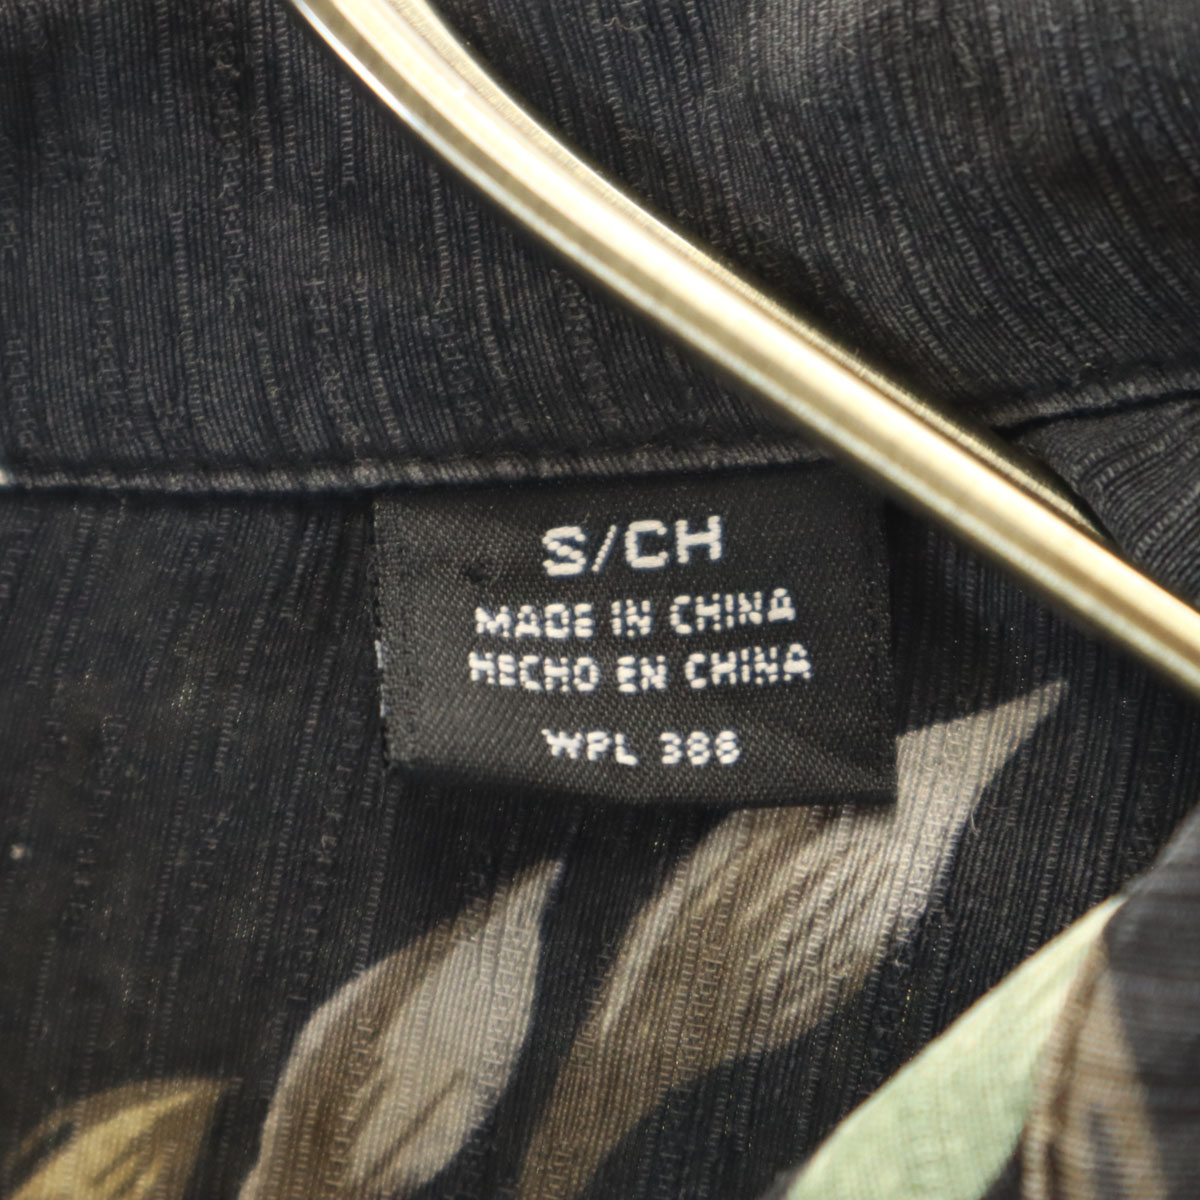 S/CH
MADE IN CHINA
HECHO EN CHINA
WPL 388